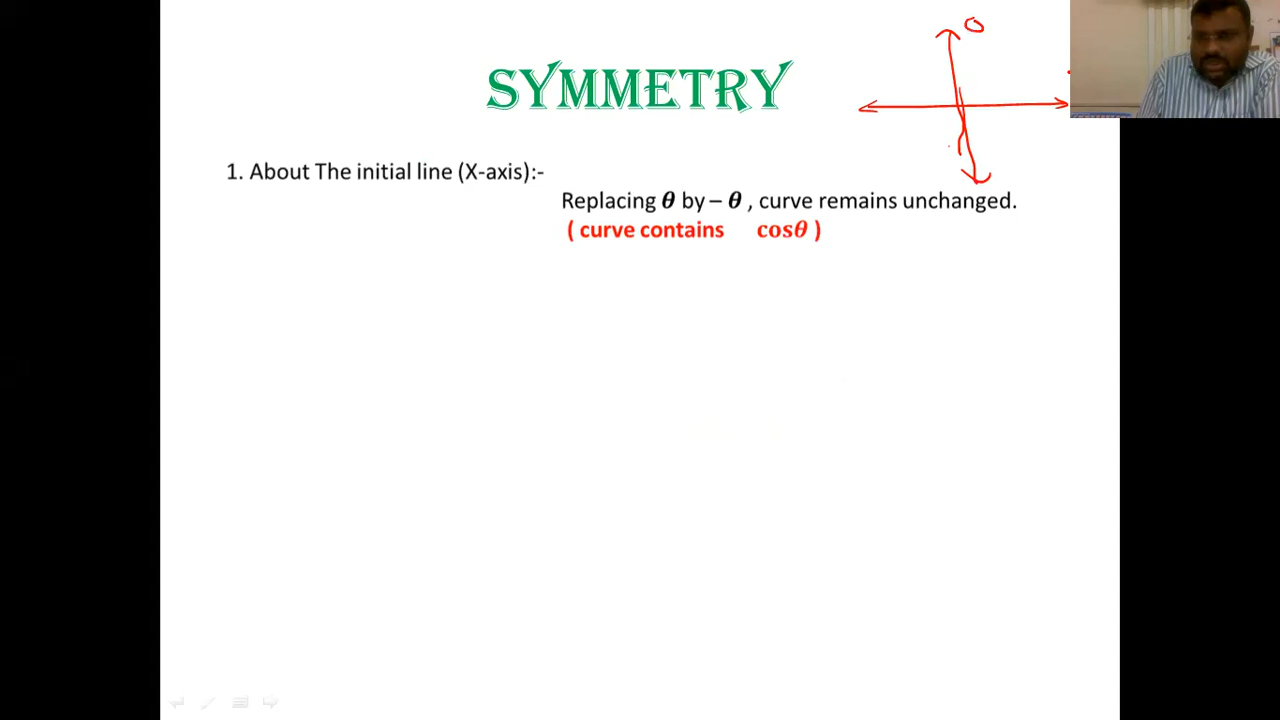 SYMMETRY
1. About The initial line (X-axis):-
Replacing θ by – θ , curve remains unchanged.
( curve contains cosθ )